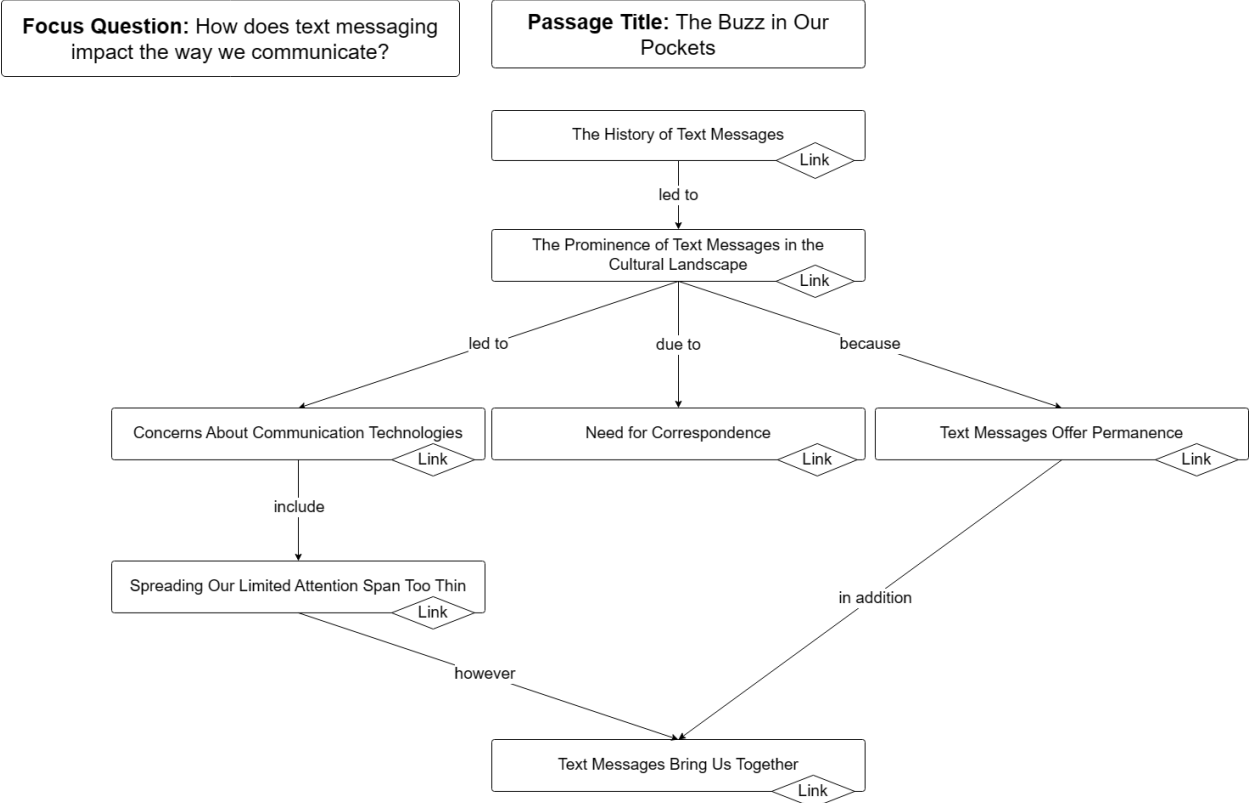 Focus Question: How does text messaging
impact the way we communicate?
Passage Title: The Buzz in Our
Pockets
The History of Text Messages
Link
led to
The Prominence of Text Messages in the
Cultural Landscape
Link
led to
due to
because
Concerns About Communication Technologies
Link
Need for Correspondence
Link
Text Messages Offer Permanence
Link
include
Spreading Our Limited Attention Span Too Thin
Link
in addition
however
Text Messages Bring Us Together
Link